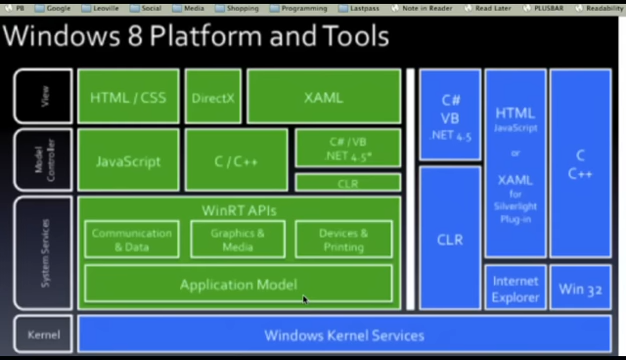 PB Google Leoville Social Media Shopping Programming Lastpass Note in Reader Read Later PLUSBAR Readability
Windows 8 Platform and Tools
View
HTML / CSS
DirectX
XAML
C#
VB
.NET 4.5
HTML
JavaScript
or
XAML
for
Silverlight
Plug-in
C
C++
Model
Controller
JavaScript
C / C++
C# / VB
.NET 4.5*
CLR
CLR
System Services
WinRT APIs
Communication
& Data
Graphics &
Media
Devices &
Printing
Application Model
Internet
Explorer
Win 32
Kernel
Windows Kernel Services